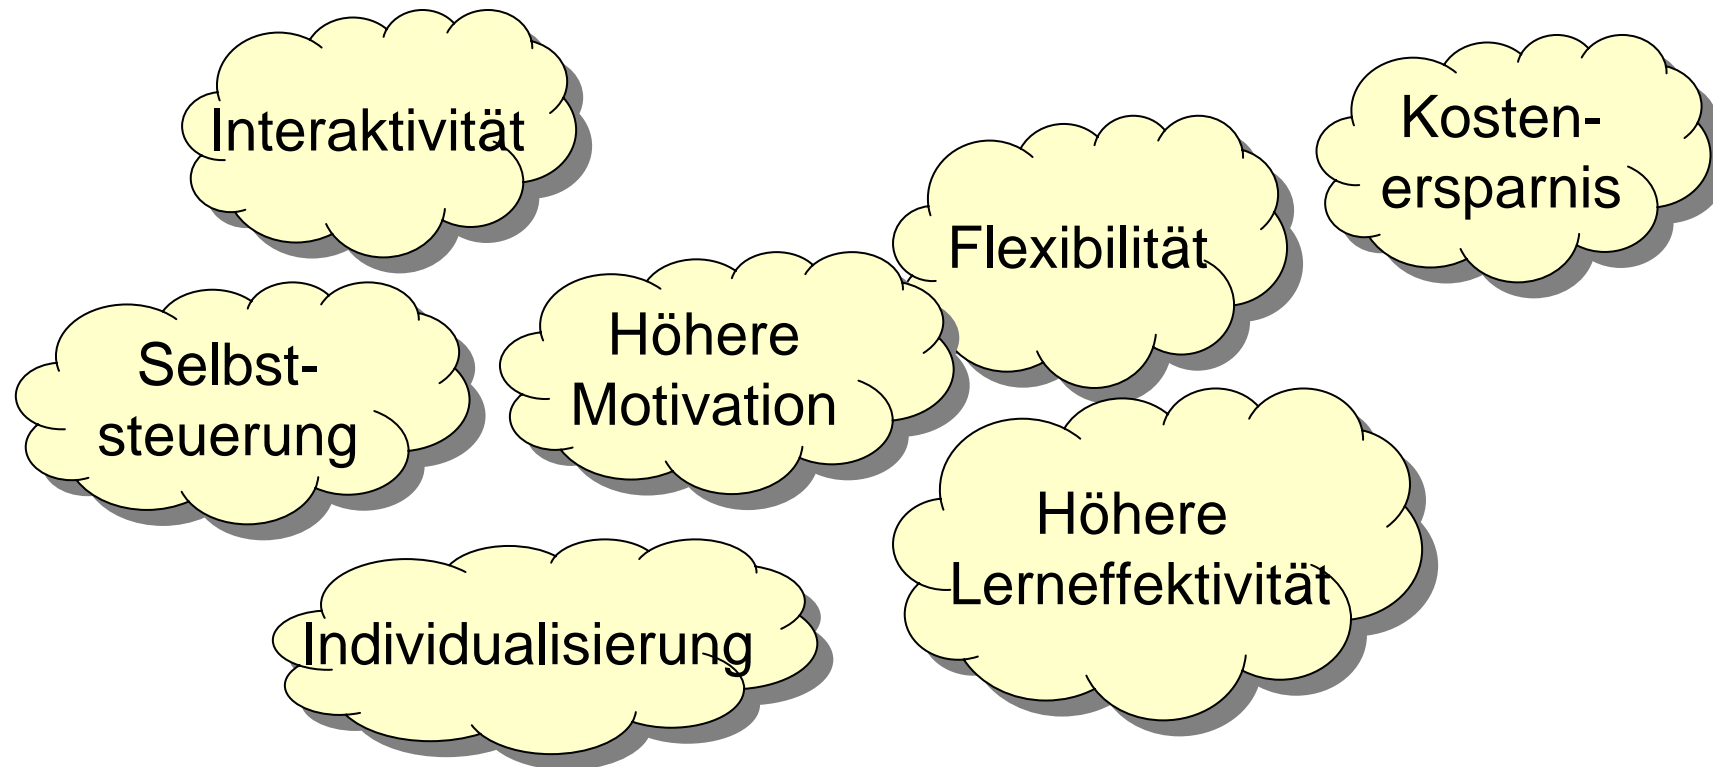 Interaktivität
Kosten-
ersparnis
Flexibilität
Höhere
Motivation
Selbst-
steuerung
Höhere
Lerneffektivität
Individualisierung